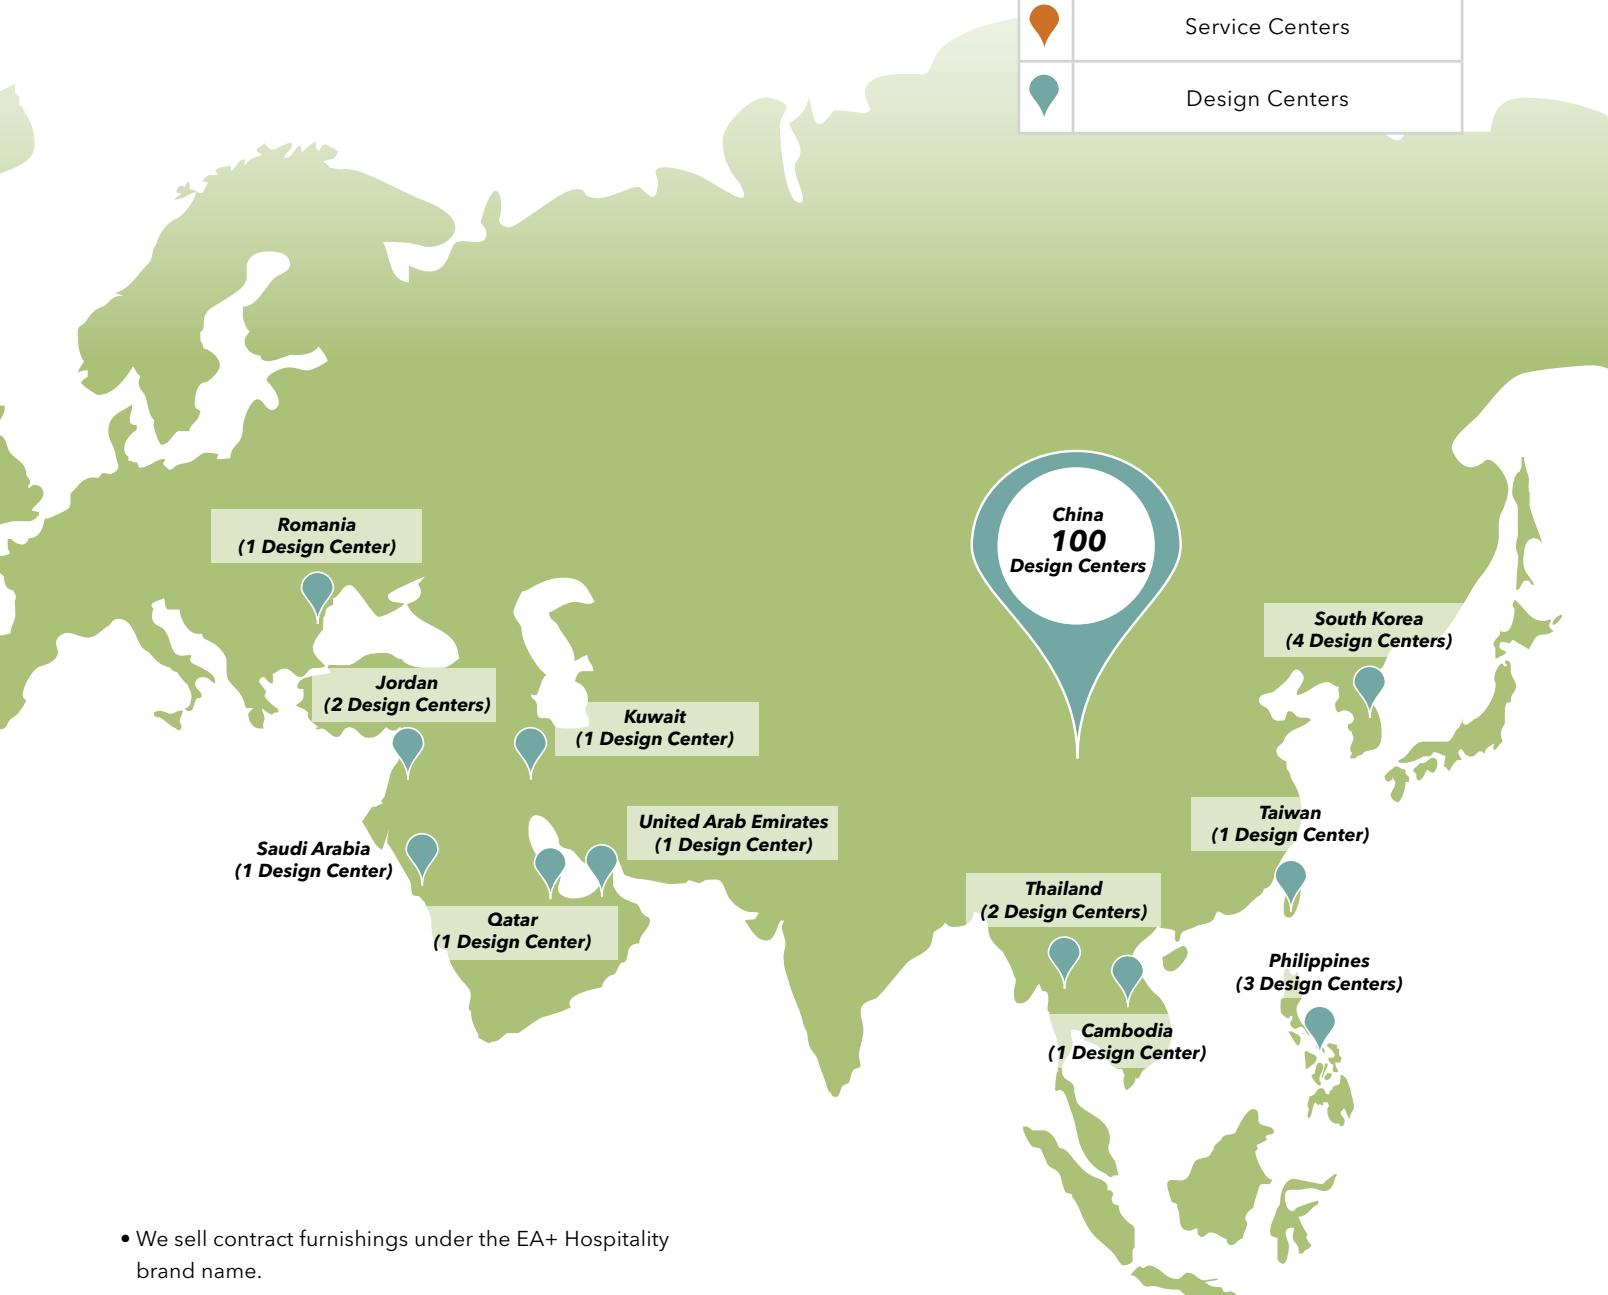 Service Centers
Design Centers
China
100
Design Centers
Romania
(1 Design Center)
South Korea
(4 Design Centers)
Jordan
(2 Design Centers)
Kuwait
(1 Design Center)
United Arab Emirates
(1 Design Center)
Taiwan
(1 Design Center)
Saudi Arabia
(1 Design Center)
Thailand
(2 Design Centers)
Qatar
(1 Design Center)
Philippines
(3 Design Centers)
Cambodia
(1 Design Center)
• We sell contract furnishings under the EA+ Hospitality
brand name.